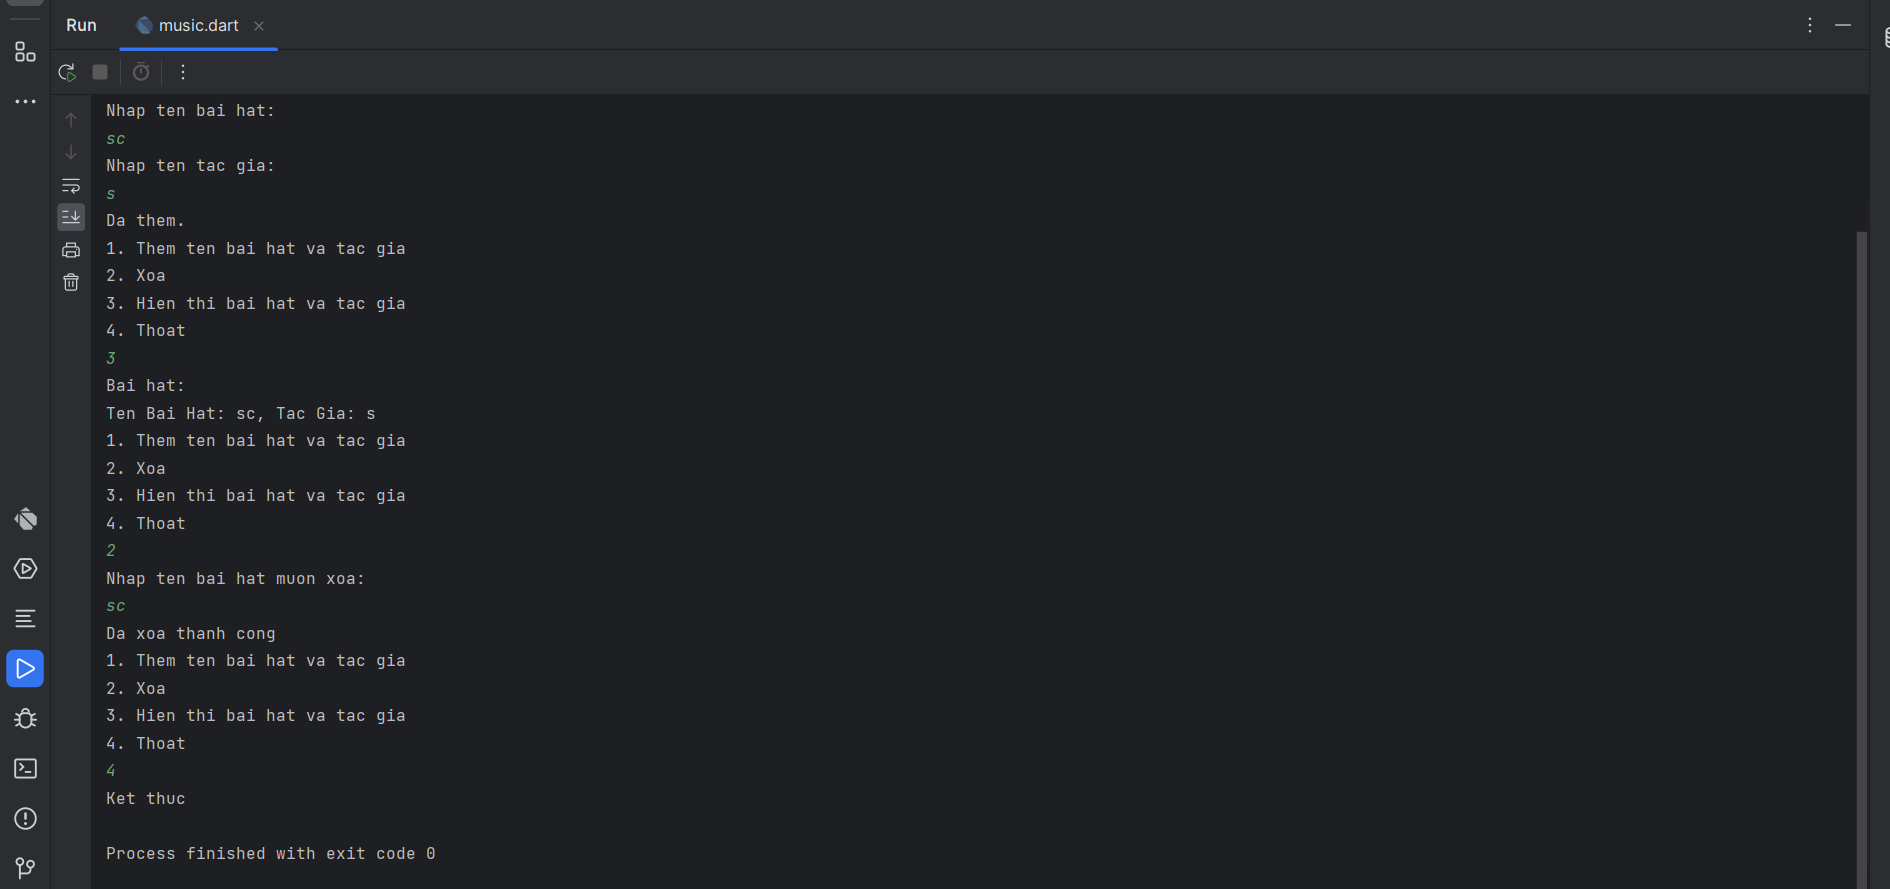 Run music.dart
Nhap ten bai hat:
sc
Nhap ten tac gia:
s
Da them.
1. Them ten bai hat va tac gia
2. Xoa
3. Hien thi bai hat va tac gia
4. Thoat
3
Bai hat:
Ten Bai Hat: sc, Tac Gia: s
1. Them ten bai hat va tac gia
2. Xoa
3. Hien thi bai hat va tac gia
4. Thoat
2
Nhap ten bai hat muon xoa:
sc
Da xoa thanh cong
1. Them ten bai hat va tac gia
2. Xoa
3. Hien thi bai hat va tac gia
4. Thoat
4
Ket thuc
Process finished with exit code 0